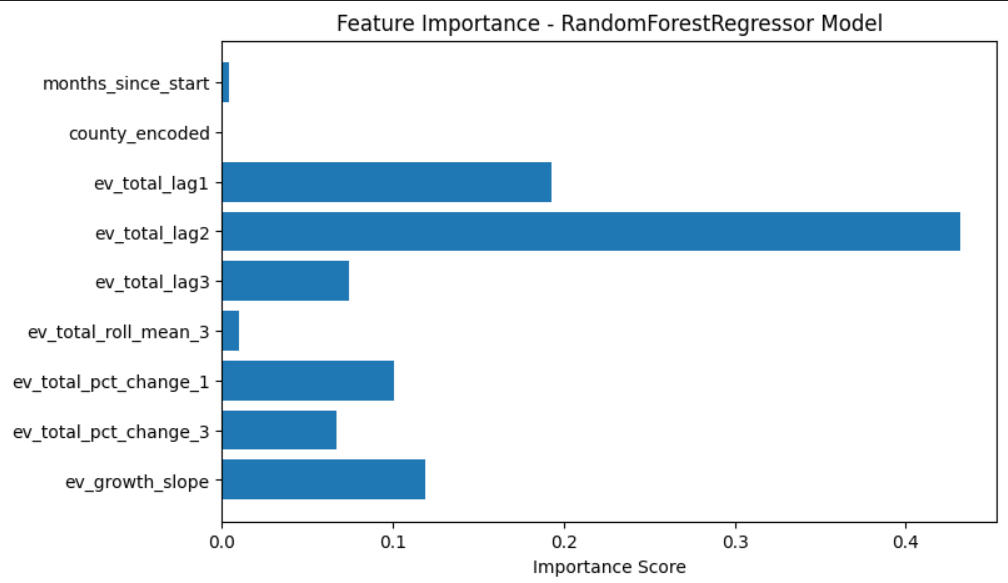 Feature Importance - RandomForestRegressor Model
months_since_start
county_encoded
ev_total_lag1
ev_total_lag2
ev_total_lag3
ev_total_roll_mean_3
ev_total_pct_change_1
ev_total_pct_change_3
ev_growth_slope
0.0 0.1 0.2 0.3 0.4
Importance Score